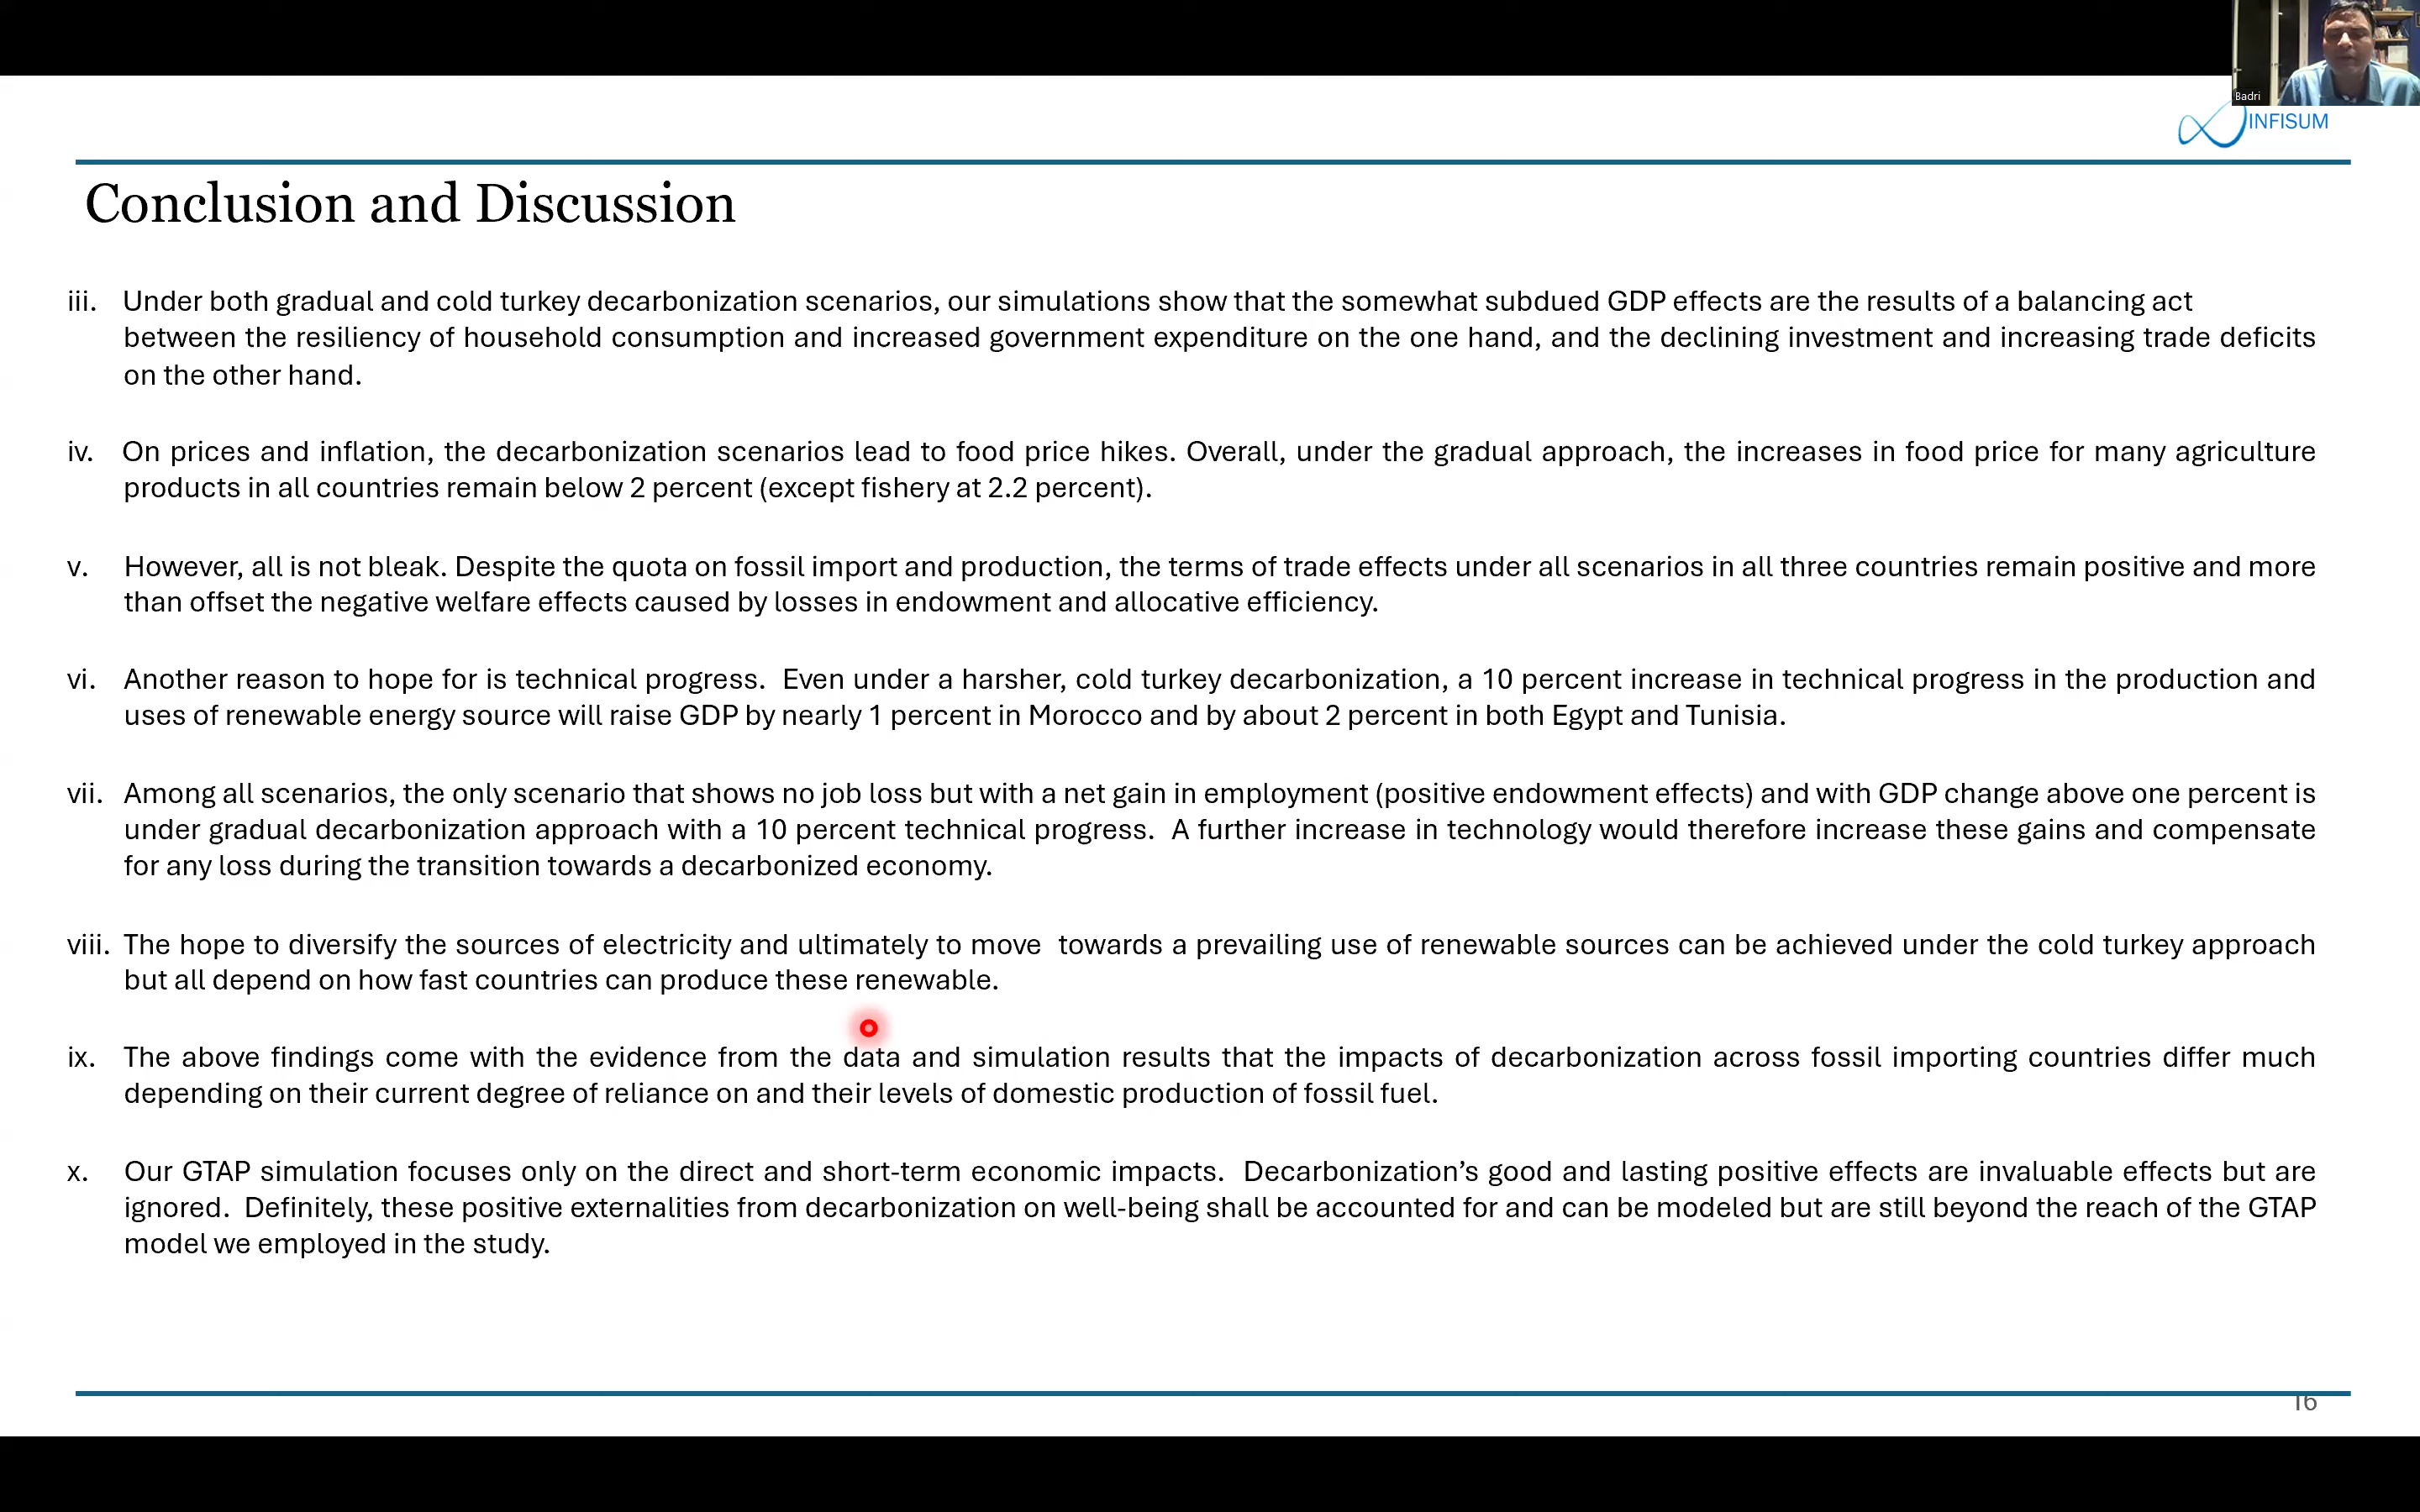 Badri
INFISUM
Conclusion and Discussion
iii. Under both gradual and cold turkey decarbonization scenarios, our simulations show that the somewhat subdued GDP effects are the results of a balancing act
between the resiliency of household consumption and increased government expenditure on the one hand, and the declining investment and increasing trade deficits
on the other hand.
iv. On prices and inflation, the decarbonization scenarios lead to food price hikes. Overall, under the gradual approach, the increases in food price for many agriculture
products in all countries remain below 2 percent (except fishery at 2.2 percent).
v. However, all is not bleak. Despite the quota on fossil import and production, the terms of trade effects under all scenarios in all three countries remain positive and more
than offset the negative welfare effects caused by losses in endowment and allocative efficiency.
vi. Another reason to hope for is technical progress. Even under a harsher, cold turkey decarbonization, a 10 percent increase in technical progress in the production and
uses of renewable energy source will raise GDP by nearly 1 percent in Morocco and by about 2 percent in both Egypt and Tunisia.
vii. Among all scenarios, the only scenario that shows no job loss but with a net gain in employment (positive endowment effects) and with GDP change above one percent is
under gradual decarbonization approach with a 10 percent technical progress. A further increase in technology would therefore increase these gains and compensate
for any loss during the transition towards a decarbonized economy.
viii. The hope to diversify the sources of electricity and ultimately to move towards a prevailing use of renewable sources can be achieved under the cold turkey approach
but all depend on how fast countries can produce these renewable.
ix. The above findings come with the evidence from the data and simulation results that the impacts of decarbonization across fossil importing countries differ much
depending on their current degree of reliance on and their levels of domestic production of fossil fuel.
x. Our GTAP simulation focuses only on the direct and short-term economic impacts. Decarbonization’s good and lasting positive effects are invaluable effects but are
ignored. Definitely, these positive externalities from decarbonization on well-being shall be accounted for and can be modeled but are still beyond the reach of the GTAP
model we employed in the study.
16